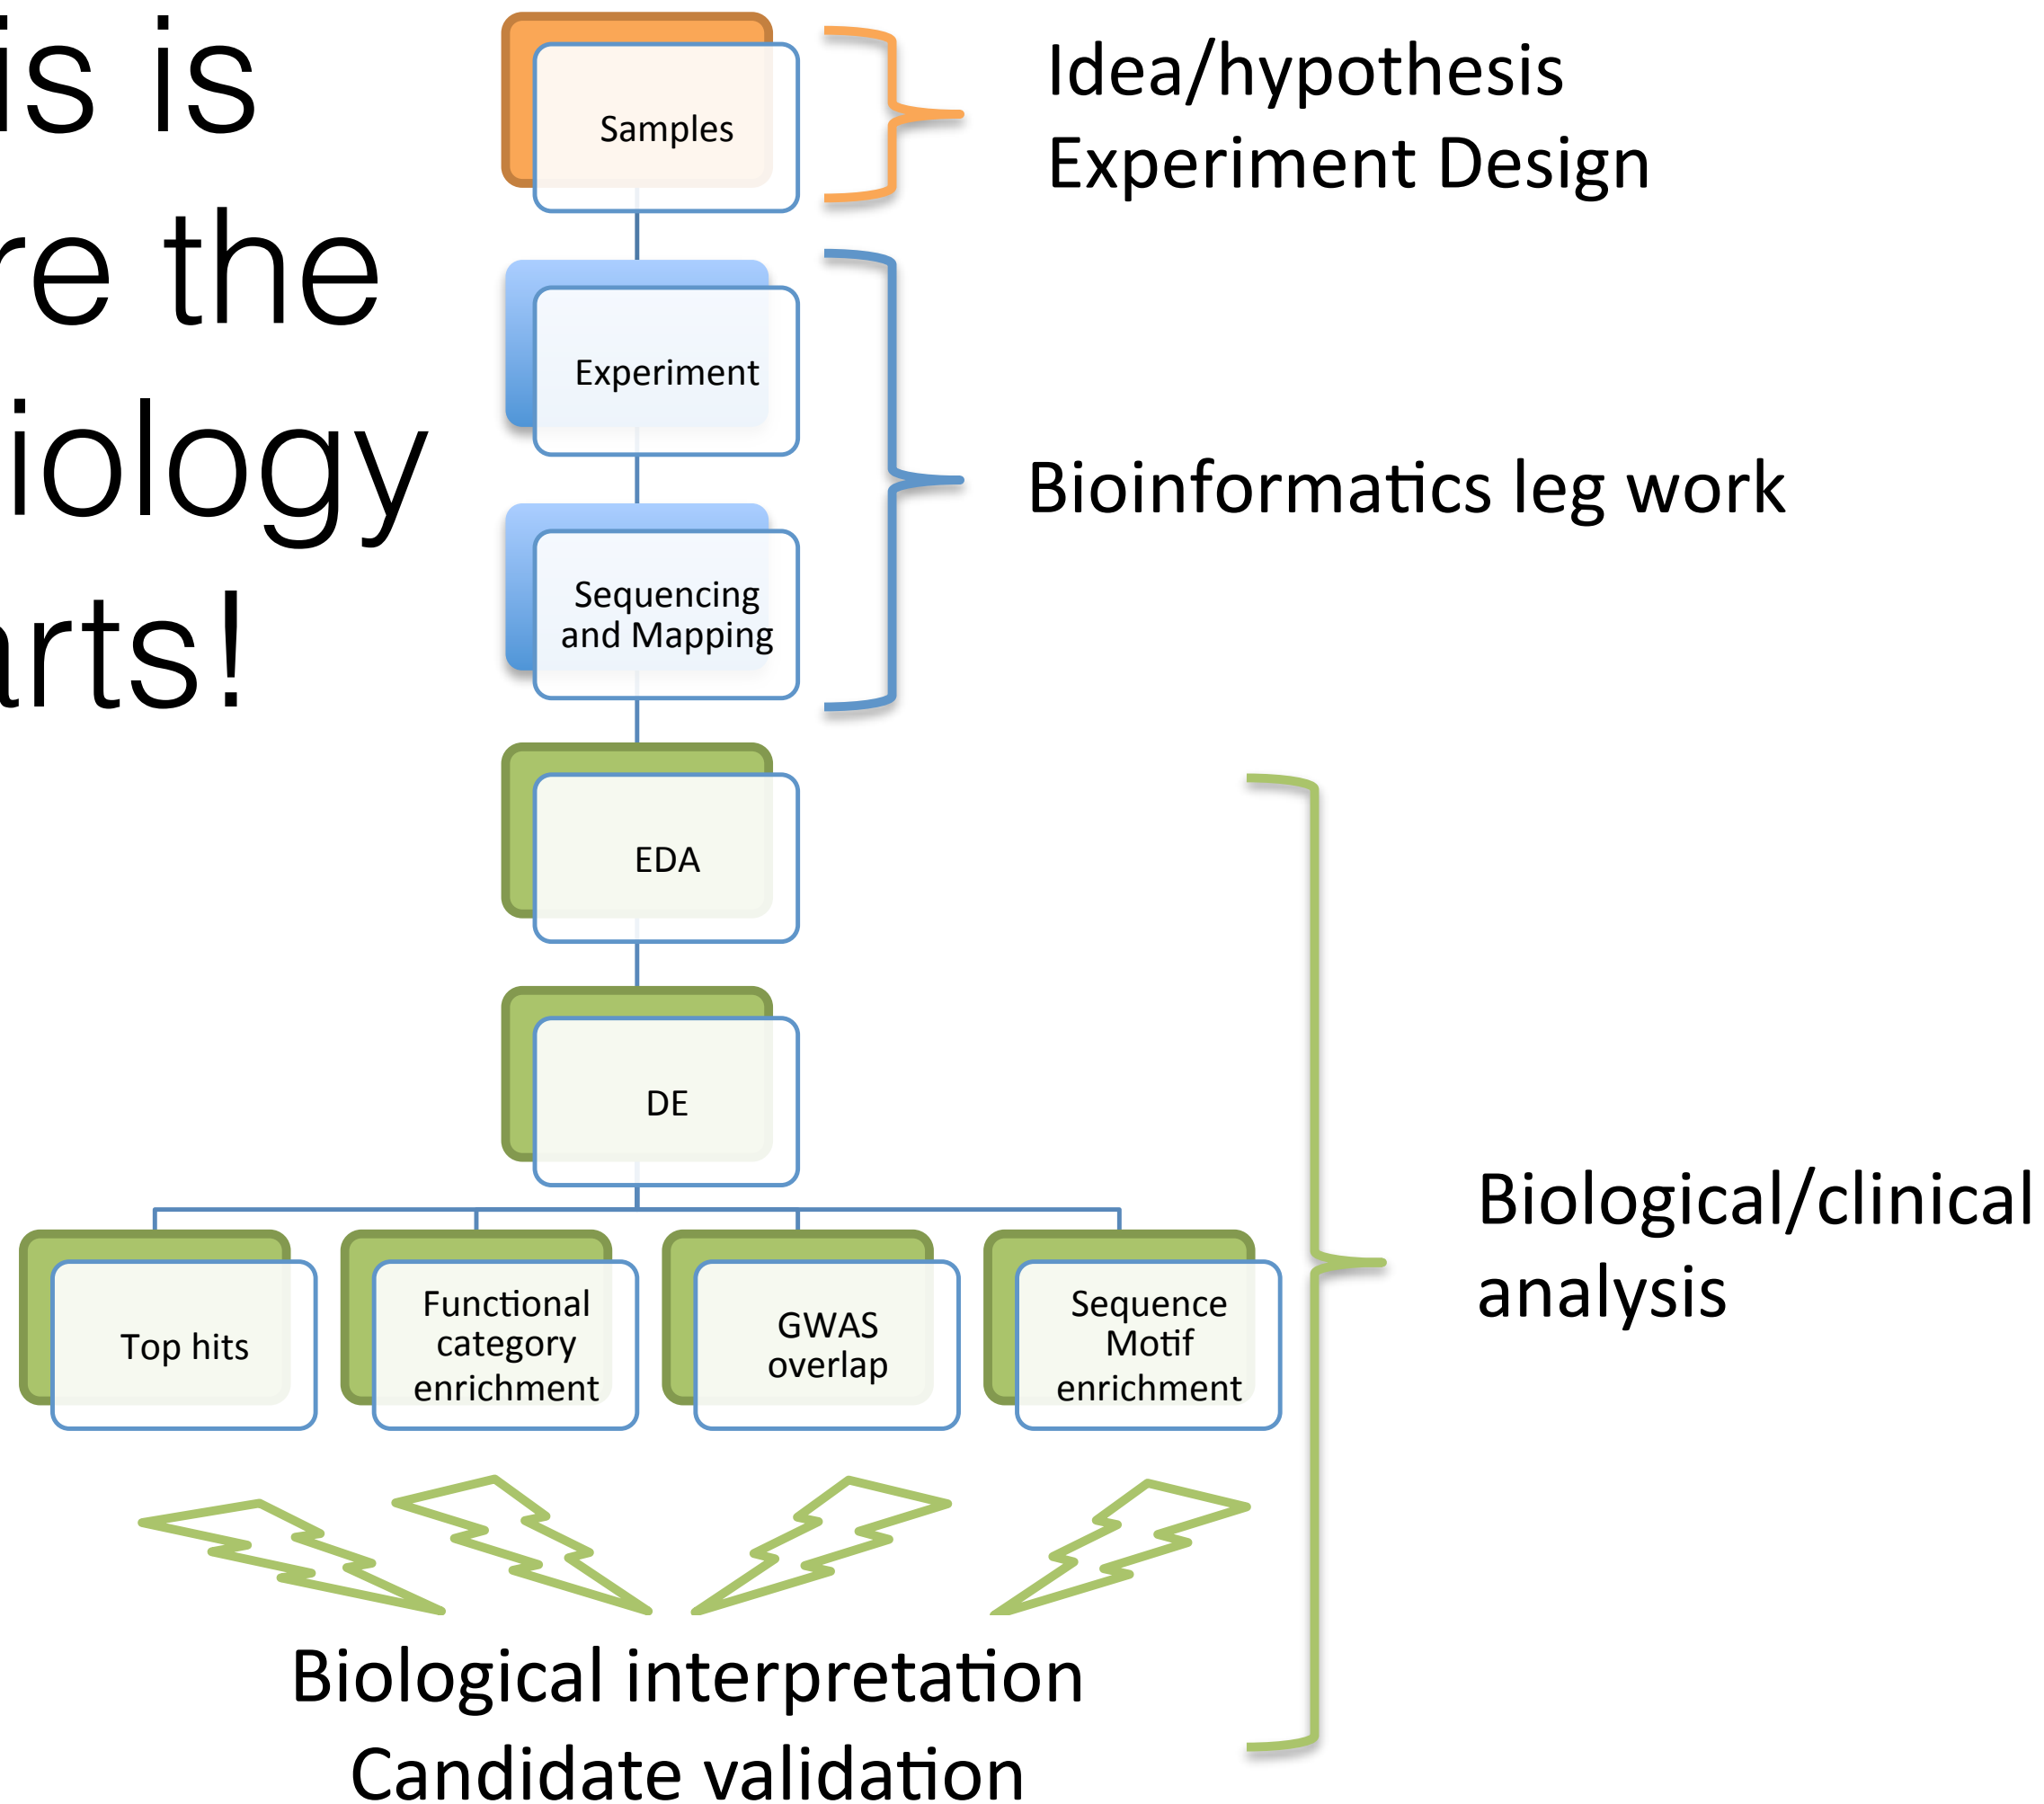 is is
re the
iology
arts!
Samples
Idea/hypothesis
Experiment Design
Experiment
Bioinformatics leg work
Sequencing
and Mapping
EDA
DE
Top hits
Functional
category
enrichment
GWAS
overlap
Sequence
Motif
enrichment
Biological/clinical
analysis
Biological interpretation
Candidate validation